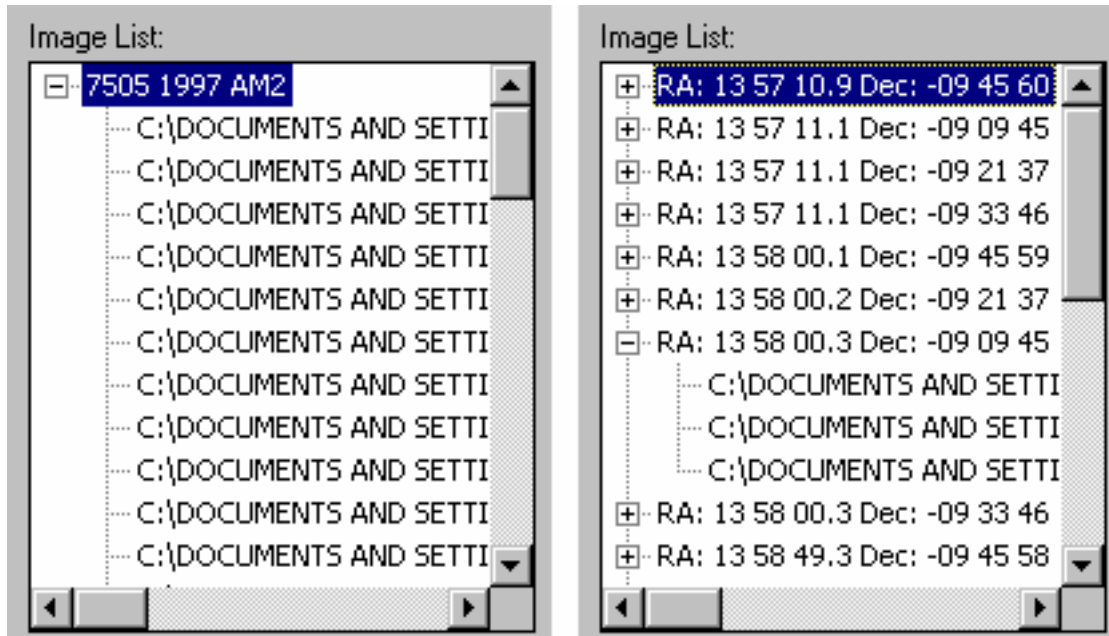 Image List:
7505 1997 AM2
C:\DOCUMENTS AND SETTI
C:\DOCUMENTS AND SETTI
C:\DOCUMENTS AND SETTI
C:\DOCUMENTS AND SETTI
C:\DOCUMENTS AND SETTI
C:\DOCUMENTS AND SETTI
C:\DOCUMENTS AND SETTI
C:\DOCUMENTS AND SETTI
C:\DOCUMENTS AND SETTI
C:\DOCUMENTS AND SETTI
C:\DOCUMENTS AND SETTI
Image List:
RA: 13 57 10.9 Dec: -09 45 60
RA: 13 57 11.1 Dec: -09 09 45
RA: 13 57 11.1 Dec: -09 21 37
RA: 13 57 11.1 Dec: -09 33 46
RA: 13 58 00.1 Dec: -09 45 59
RA: 13 58 00.2 Dec: -09 21 37
RA: 13 58 00.3 Dec: -09 09 45
C:\DOCUMENTS AND SETTI
C:\DOCUMENTS AND SETTI
C:\DOCUMENTS AND SETTI
RA: 13 58 00.3 Dec: -09 33 46
RA: 13 58 49.3 Dec: -09 45 58